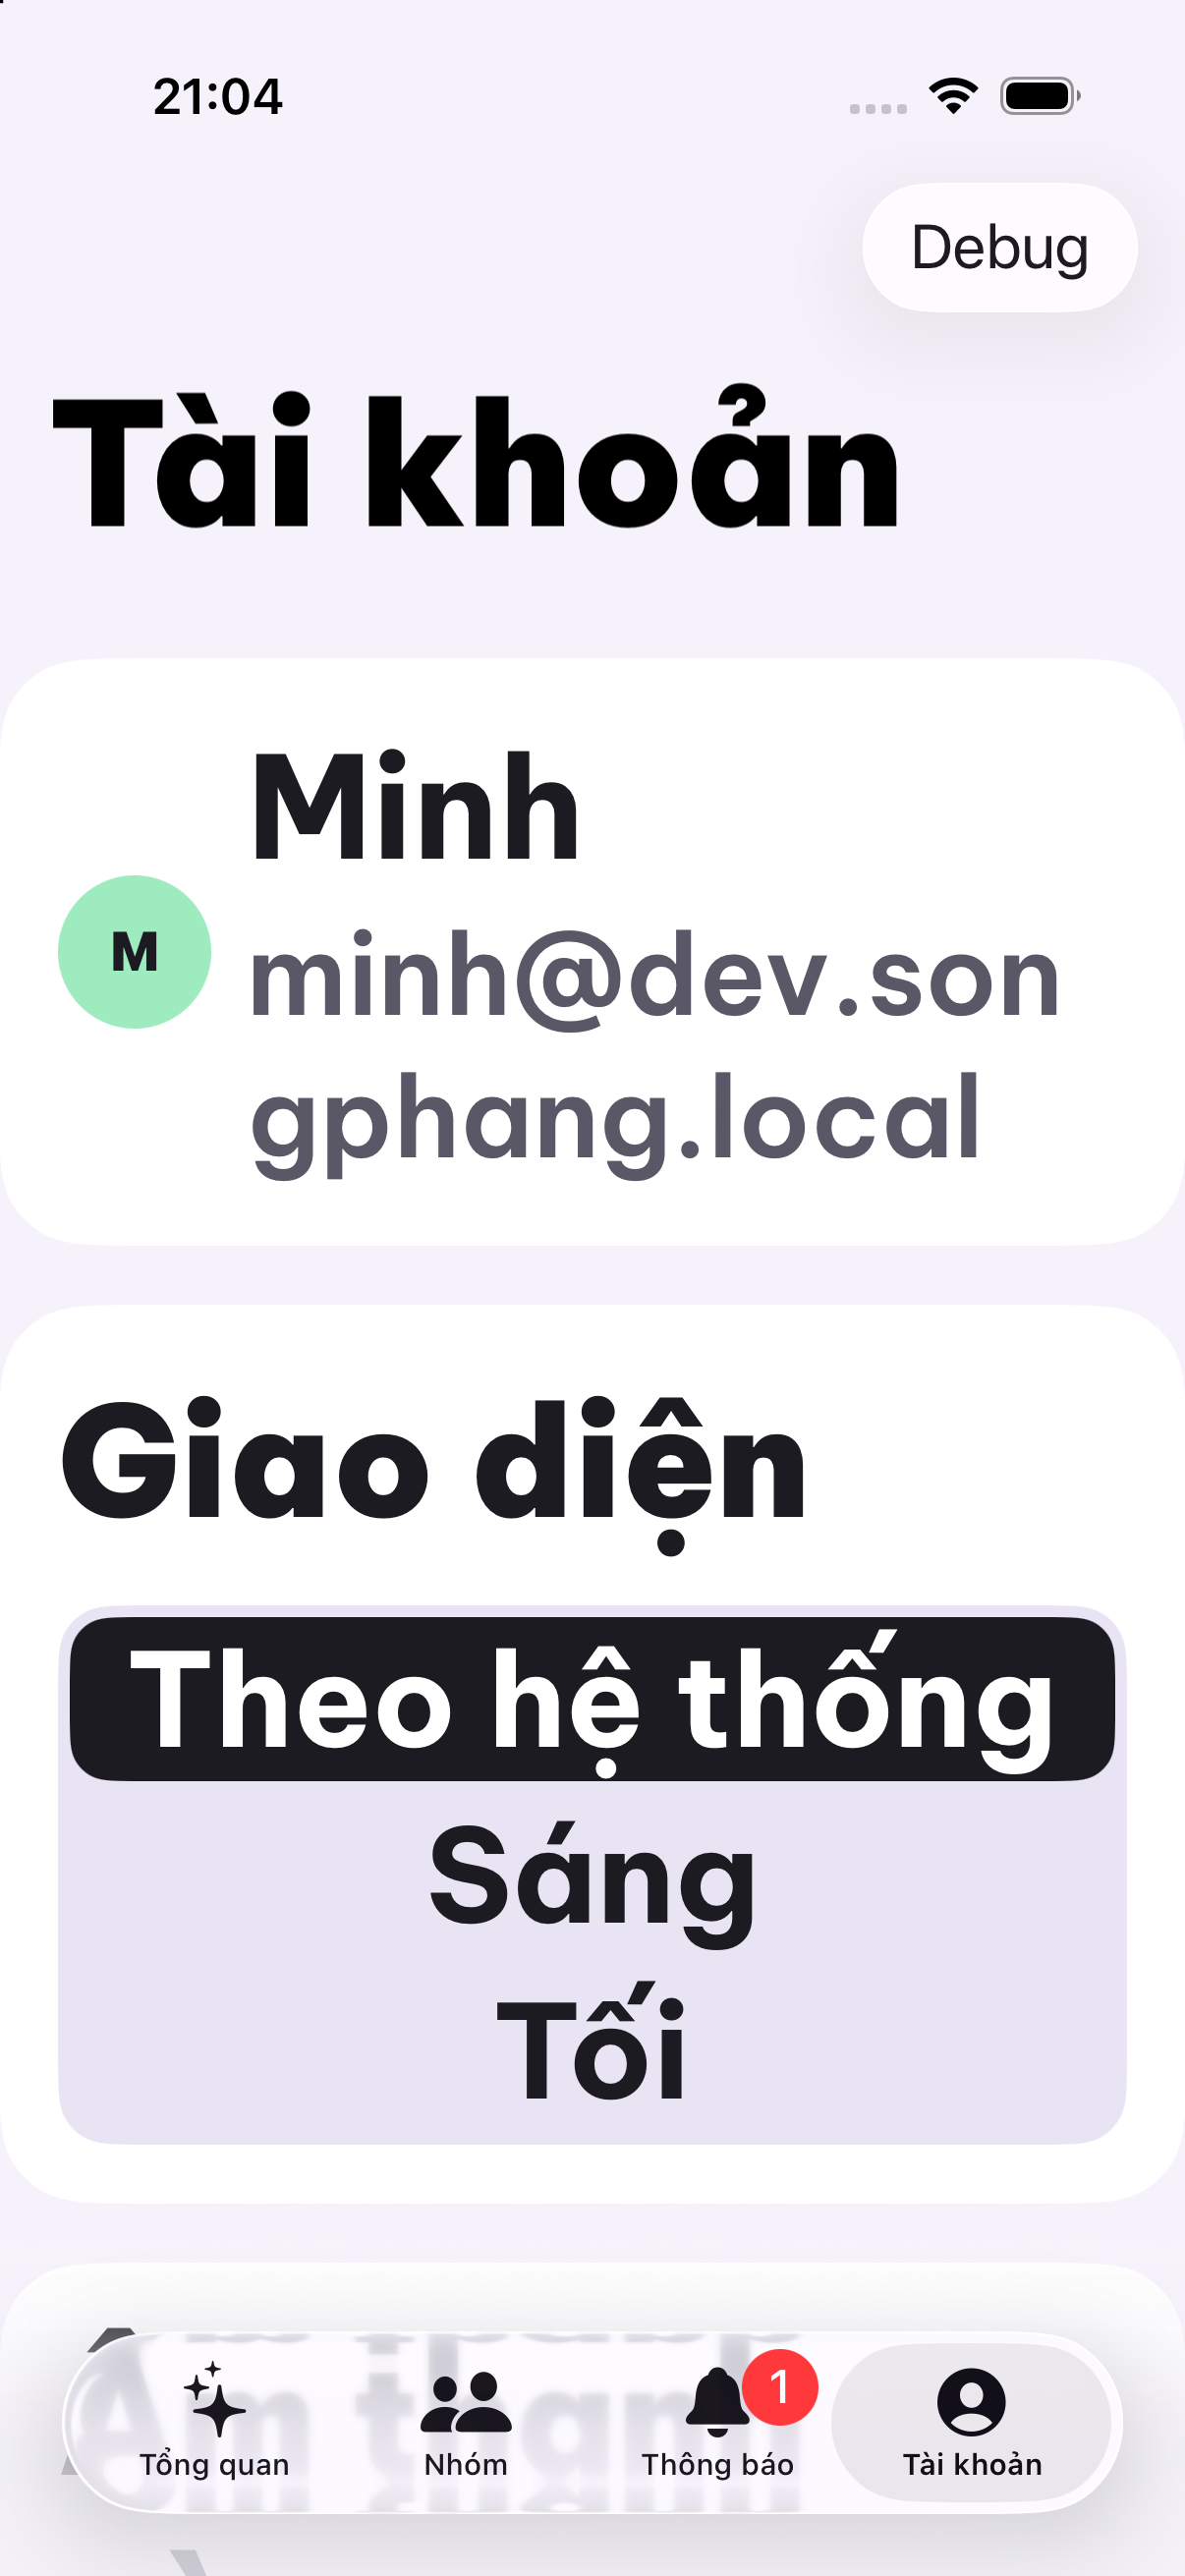 21:04
Debug
Tài khoản
Minh
M
minh@dev.son
gphang.local
Giao diện
Theo hệ thống
Sáng
Tối
1
Tổng quan
Nhóm
Thông báo
Tài khoản